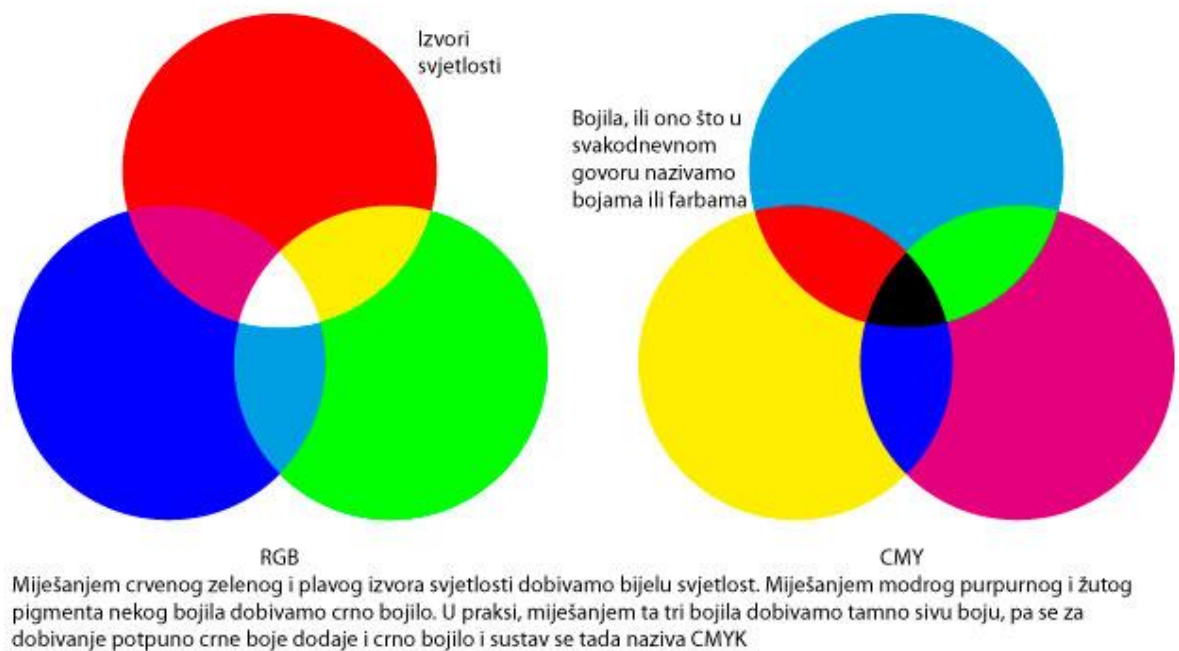 Izvori
svjetlosti
Bojila, ili ono što u
svakodnevnom
govoru nazivamo
bojama ili farbama
RGB
CMY
Miješanjem crvenog zelenog i plavog izvora svjetlosti dobivamo bijelu svjetlost. Miješanjem modrog purpurnog i žutog
pigmenta nekog bojila dobivamo crno bojilo. U praksi, miješanjem ta tri bojila dobivamo tamno sivu boju, pa se za
dobivanje potpuno crne boje dodaje i crno bojilo i sustav se tada naziva CMYK